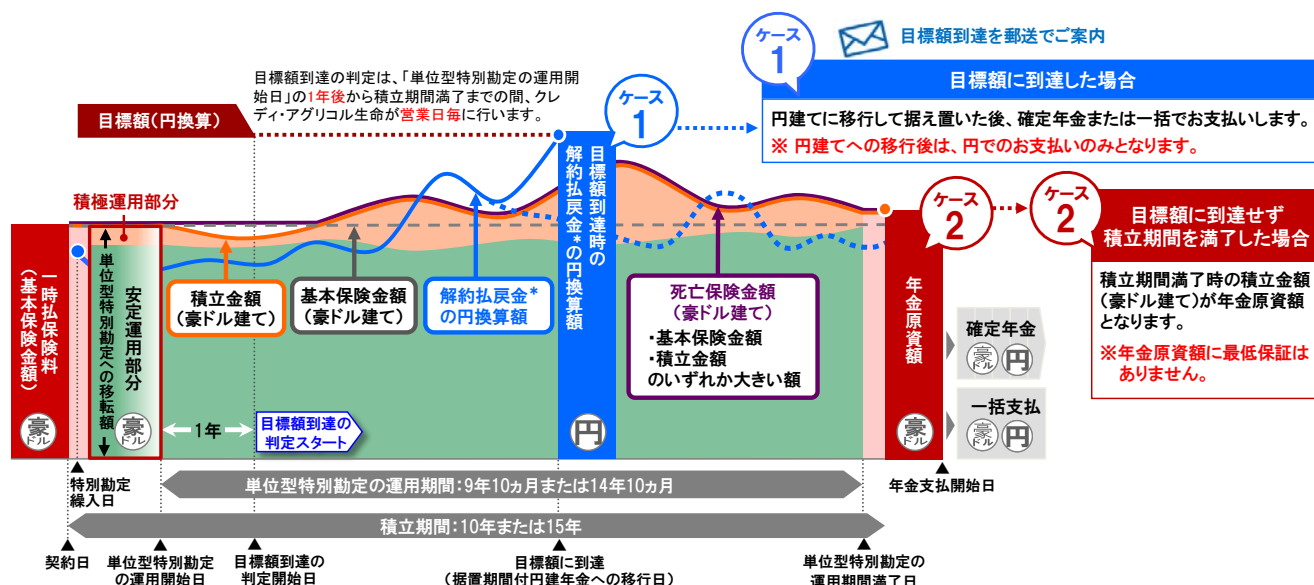 ケース
1
目標額到達を郵送でご案内
目標額に到達した場合
円建てに移行して据え置いた後、確定年金または一括でお支払いします。
※ 円建てへの移行後は、円でのお支払いのみとなります。
目標額到達の判定は、「単位型特別勘定の運用開
始日」の1年後から積立期間満了までの間、クレ
ディ・アグリコル生命が営業日毎に行います。
目標額(円換算)
ケース
1
積極運用部分
一時払保険料
(基本保険金額)
豪
ドル
単位型特別勘定への移転額
安定運用部分
豪
ドル
積立金額
(豪ドル建て)
基本保険金額
(豪ドル建て)
解約払戻金*
の円換算額
目標額到達時の
解約払戻金*の円換算額
円
死亡保険金額
(豪ドル建て)
・基本保険金額
・積立金額
のいずれか大きい額
ケース
2
ケース
2
目標額に到達せず
積立期間を満了した場合
積立期間満了時の積立金額
(豪ドル建て)が年金原資額
となります。
※年金原資額に最低保証は
ありません。
年金原資額
豪
ドル
確定年金
豪
ドル
円
一括支払
豪
ドル
円
1年
目標額到達の
判定スタート
特別勘定
繰入日
単位型特別勘定の運用期間:9年10ヵ月または14年10ヵ月
年金支払開始日
積立期間:10年または15年
契約日
単位型特別勘定
の運用開始日
目標額到達の
判定開始日
目標額に到達
(据置期間付円建年金への移行日)
単位型特別勘定の
運用期間満了日